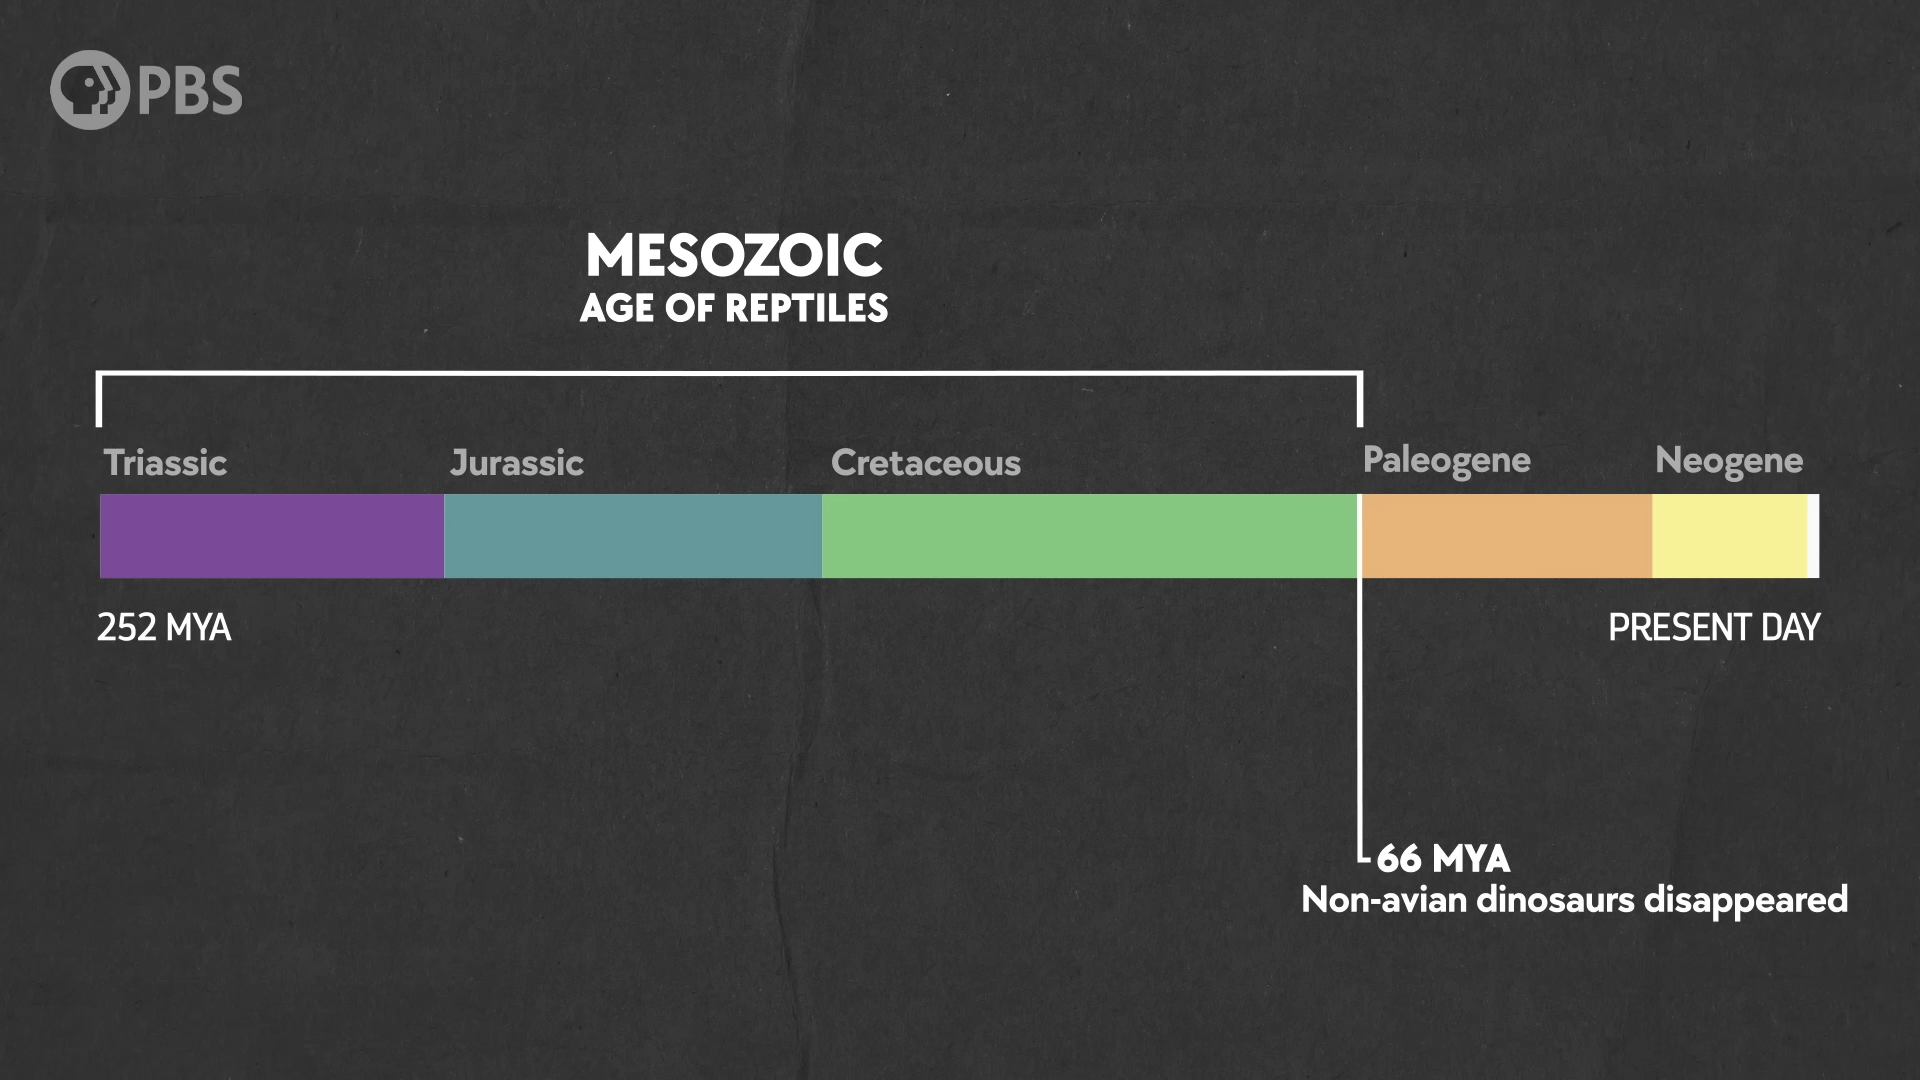 PBS
MESOZOIC
AGE OF REPTILES
Triassic
Jurassic
Cretaceous
Paleogene
Neogene
252 MYA
PRESENT DAY
66 MYA
Non-avian dinosaurs disappeared